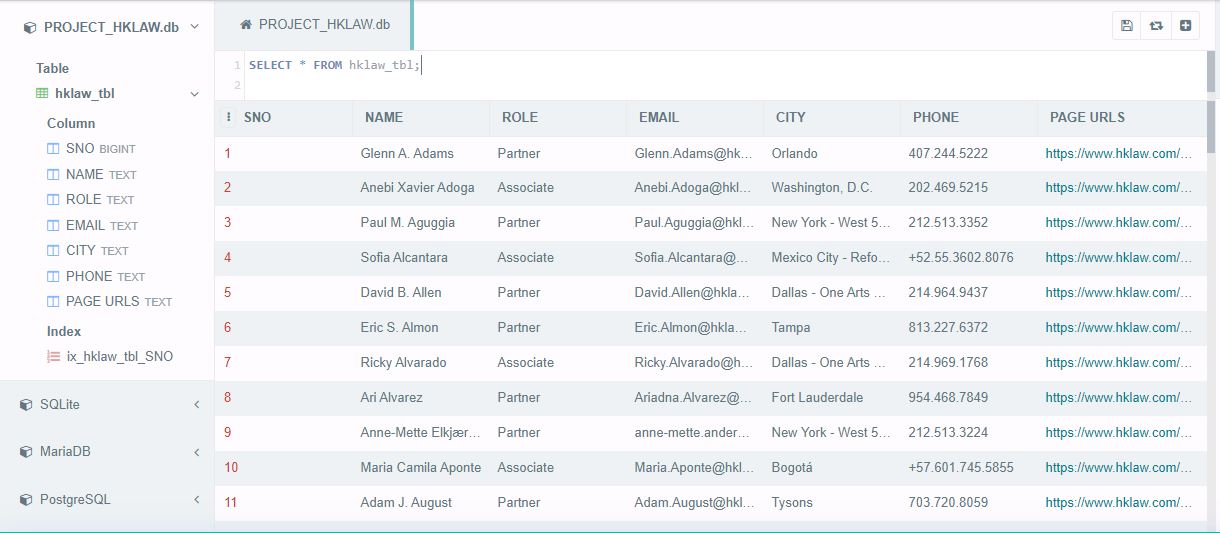 PROJECT_HKLAW.db
PROJECT_HKLAW.db
Table
hklaw_tbl
Column
SNO BIGINT
NAME TEXT
ROLE TEXT
EMAIL TEXT
CITY TEXT
PHONE TEXT
PAGE URLS TEXT
Index
ix_hklaw_tbl_SNO
SQLite
MariaDB
PostgreSQL
1 SELECT * FROM hklaw_tbl;
2
SNO NAME ROLE EMAIL CITY PHONE PAGE URLS
1 Glenn A. Adams Partner Glenn.Adams@hk... Orlando 407.244.5222 https://www.hklaw.com/...
2 Anebi Xavier Adoga Associate Anebi.Adoga@hkl... Washington, D.C. 202.469.5215 https://www.hklaw.com/...
3 Paul M. Aguggia Partner Paul.Aguggia@hkl... New York - West 5... 212.513.3352 https://www.hklaw.com/...
4 Sofia Alcantara Associate Sofia.Alcantara@... Mexico City - Refo... +52.55.3602.8076 https://www.hklaw.com/...
5 David B. Allen Partner David.Allen@hkla... Dallas - One Arts ... 214.964.9437 https://www.hklaw.com/...
6 Eric S. Almon Partner Eric.Almon@hkla... Tampa 813.227.6372 https://www.hklaw.com/...
7 Ricky Alvarado Associate Ricky.Alvarado@h... Dallas - One Arts ... 214.969.1768 https://www.hklaw.com/...
8 Ari Alvarez Partner Ariadna.Alvarez@... Fort Lauderdale 954.468.7849 https://www.hklaw.com/...
9 Anne-Mette Elkjær... Partner anne-mette.ander... New York - West 5... 212.513.3224 https://www.hklaw.com/...
10 Maria Camila Aponte Associate Maria.Aponte@hkl... Bogotá +57.601.745.5855 https://www.hklaw.com/...
11 Adam J. August Partner Adam.August@hkl... Tysons 703.720.8059 https://www.hklaw.com/...